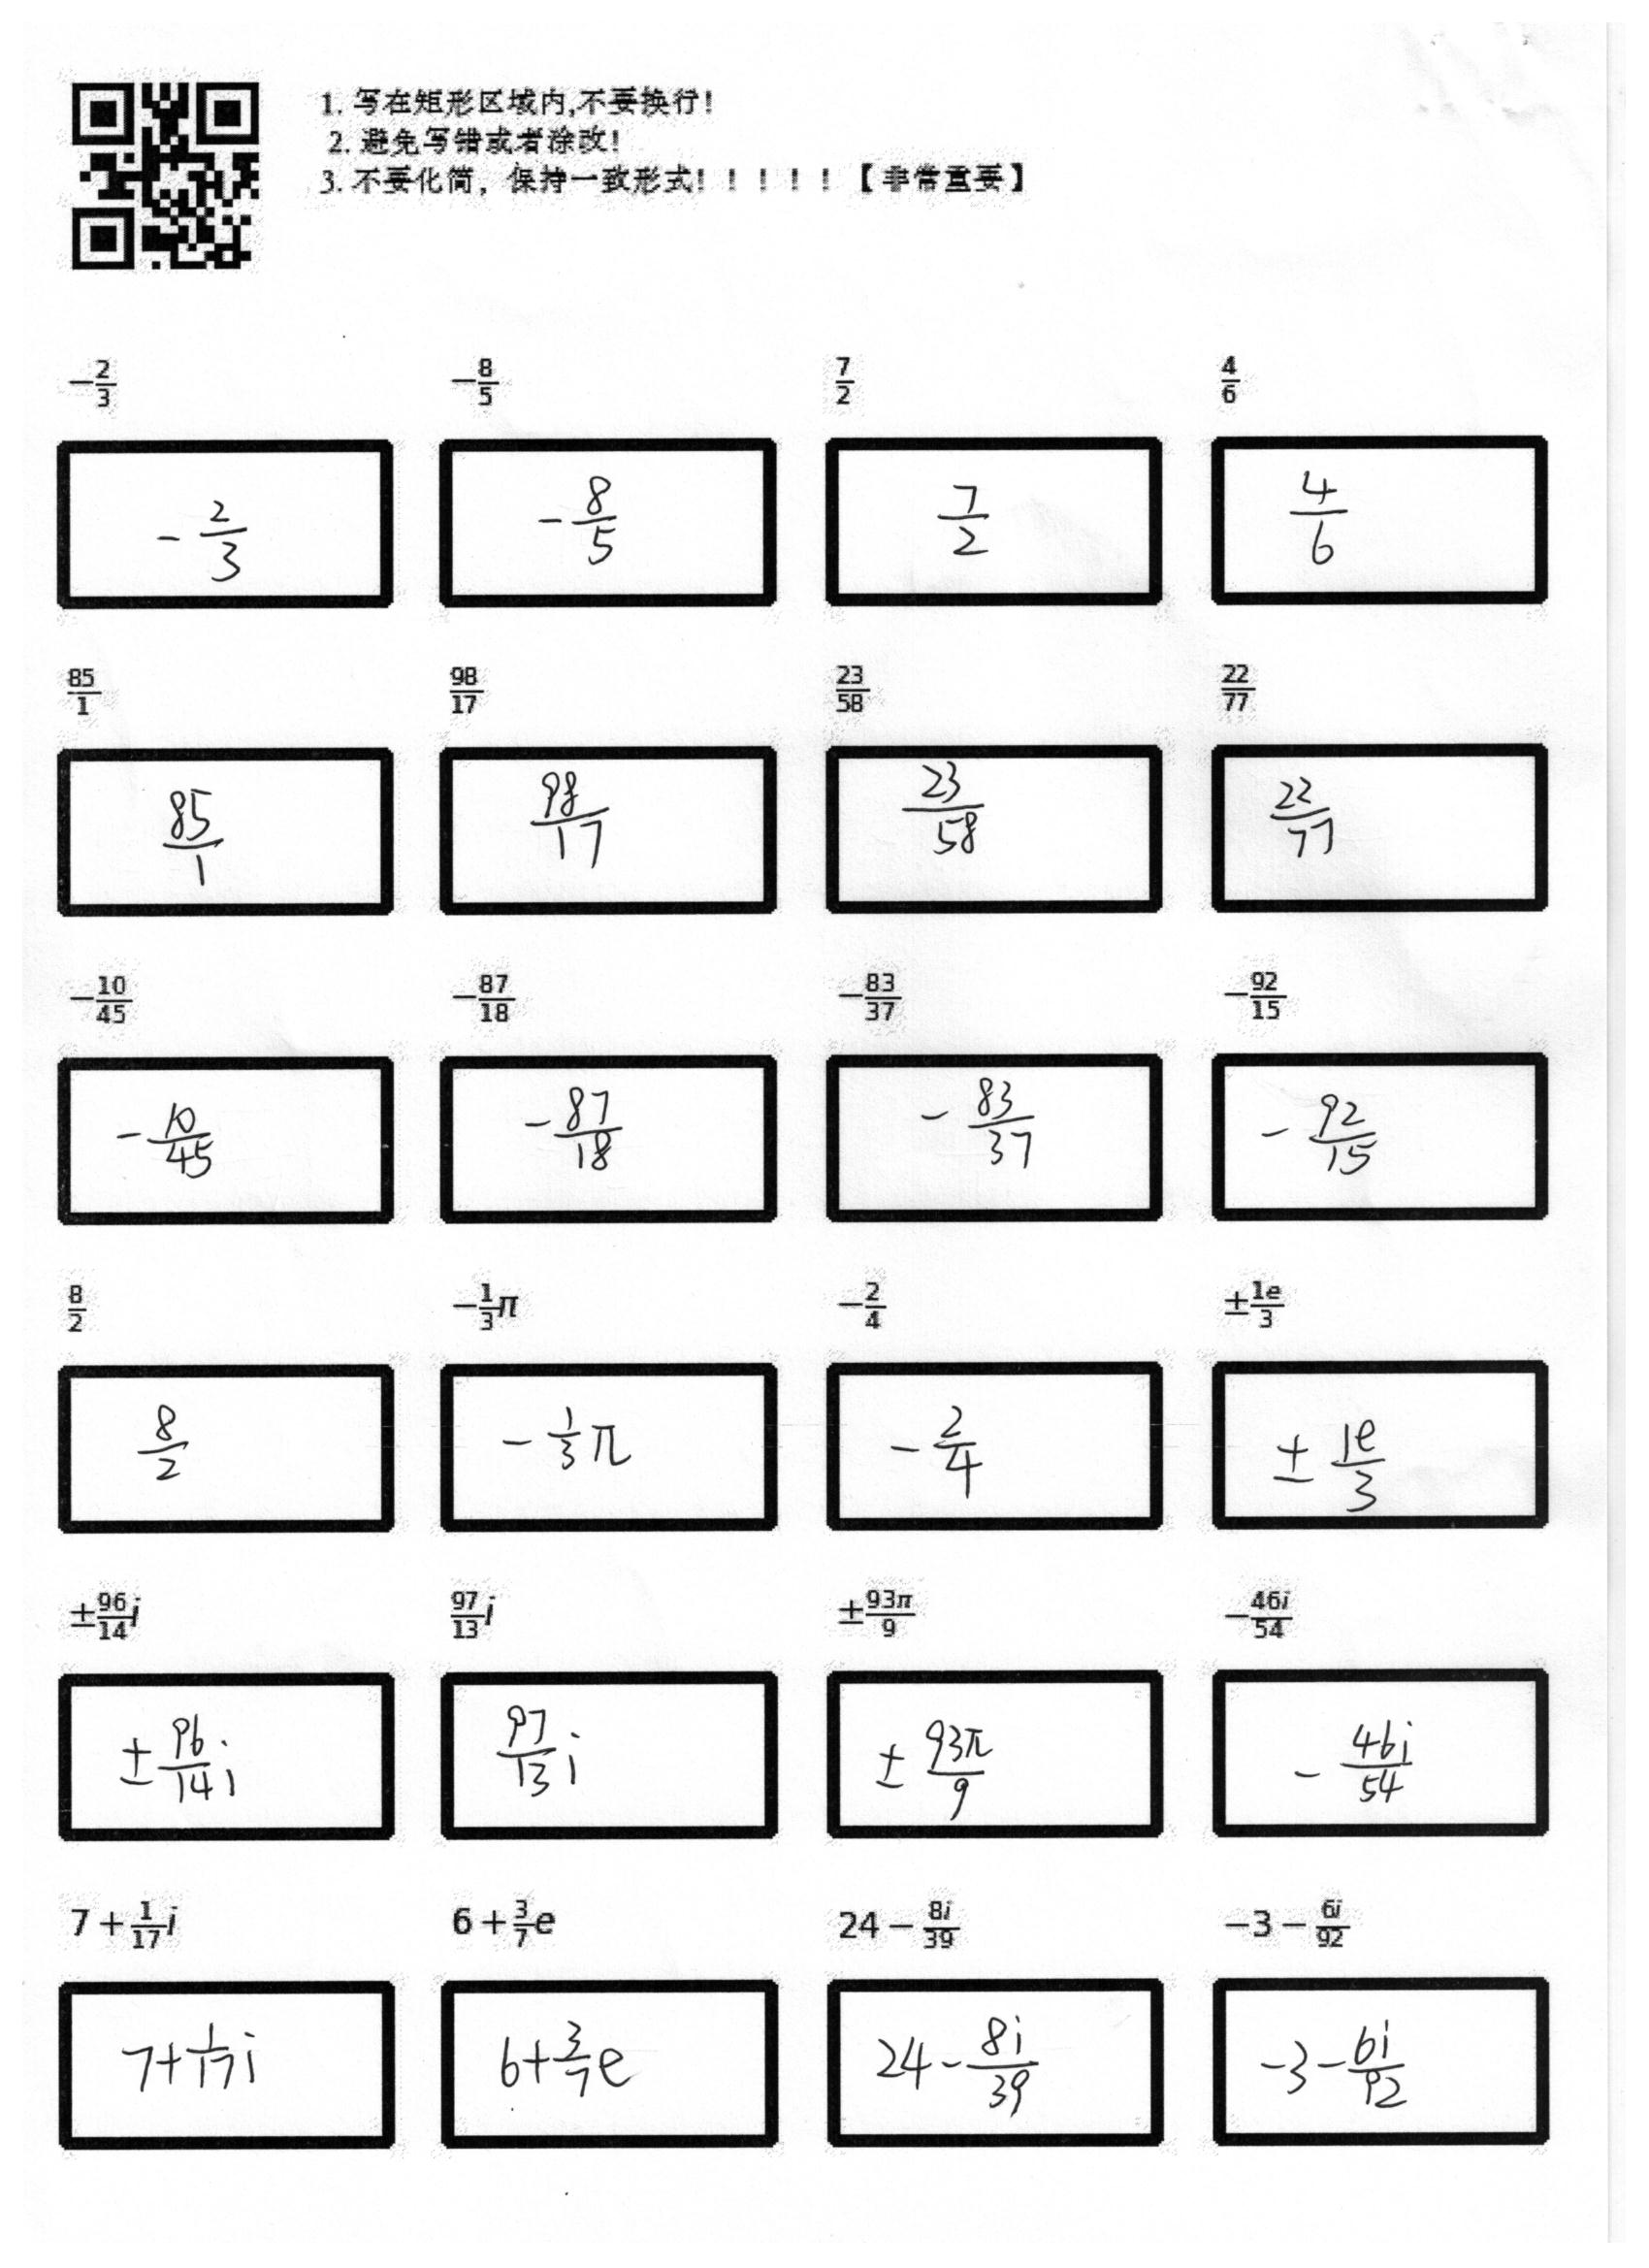 1. 写在矩形区域内,不要换行!
2. 避免写错或者涂改!
3. 不要化简，保持一致形式！！！！！【非常重要】
$-\frac{2}{3}$ $-\frac{8}{5}$ $\frac{7}{2}$ $\frac{4}{6}$
$-\frac{2}{3}$ $-\frac{8}{5}$ $\frac{7}{2}$ $\frac{4}{6}$
$\frac{85}{1}$ $\frac{98}{17}$ $\frac{23}{58}$ $\frac{22}{77}$
$\frac{85}{1}$ $\frac{98}{17}$ $\frac{23}{58}$ $\frac{22}{77}$
$-\frac{10}{45}$ $-\frac{87}{18}$ $-\frac{83}{37}$ $-\frac{92}{15}$
$-\frac{10}{45}$ $-\frac{87}{18}$ $-\frac{83}{37}$ $-\frac{92}{15}$
$\frac{8}{2}$ $-\frac{1}{3}\pi$ $-\frac{2}{4}$ $\pm\frac{1e}{3}$
$\frac{8}{2}$ $-\frac{1}{3}\pi$ $-\frac{2}{4}$ $\pm\frac{1e}{3}$
$\pm\frac{96}{14}i$ $\frac{97}{13}i$ $\pm\frac{93\pi}{9}$ $-\frac{46i}{54}$
$\pm\frac{96}{14}i$ $\frac{97}{13}i$ $\pm\frac{93\pi}{9}$ $-\frac{46i}{54}$
$7+\frac{1}{17}i$ $6+\frac{3}{7}e$ $24-\frac{8i}{39}$ $-3-\frac{6i}{92}$
$7+\frac{1}{17}i$ $6+\frac{3}{7}e$ $24-\frac{8i}{39}$ $-3-\frac{6i}{92}$